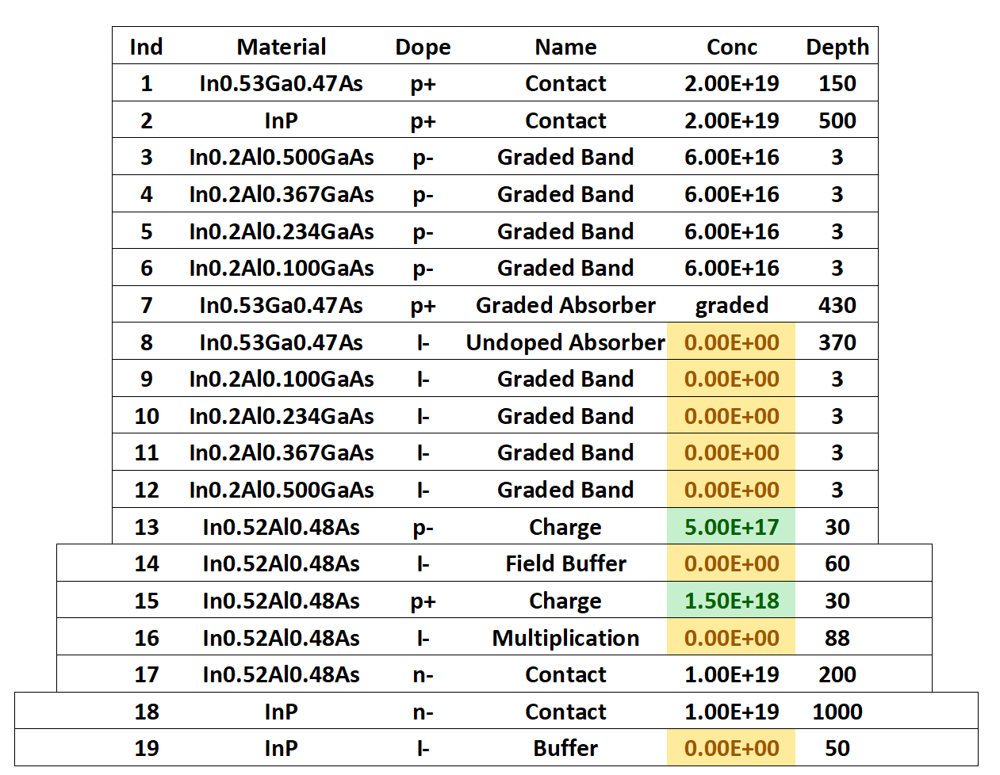 Ind Material Dope Name Conc Depth
1 In0.53Ga0.47As p+ Contact 2.00E+19 150
2 InP p+ Contact 2.00E+19 500
3 In0.2Al0.500GaAs p- Graded Band 6.00E+16 3
4 In0.2Al0.367GaAs p- Graded Band 6.00E+16 3
5 In0.2Al0.234GaAs p- Graded Band 6.00E+16 3
6 In0.2Al0.100GaAs p- Graded Band 6.00E+16 3
7 In0.53Ga0.47As p+ Graded Absorber graded 430
8 In0.53Ga0.47As I- Undoped Absorber 0.00E+00 370
9 In0.2Al0.100GaAs I- Graded Band 0.00E+00 3
10 In0.2Al0.234GaAs I- Graded Band 0.00E+00 3
11 In0.2Al0.367GaAs I- Graded Band 0.00E+00 3
12 In0.2Al0.500GaAs I- Graded Band 0.00E+00 3
13 In0.52Al0.48As p- Charge 5.00E+17 30
14 In0.52Al0.48As I- Field Buffer 0.00E+00 60
15 In0.52Al0.48As p+ Charge 1.50E+18 30
16 In0.52Al0.48As I- Multiplication 0.00E+00 88
17 In0.52Al0.48As n- Contact 1.00E+19 200
18 InP n- Contact 1.00E+19 1000
19 InP I- Buffer 0.00E+00 50